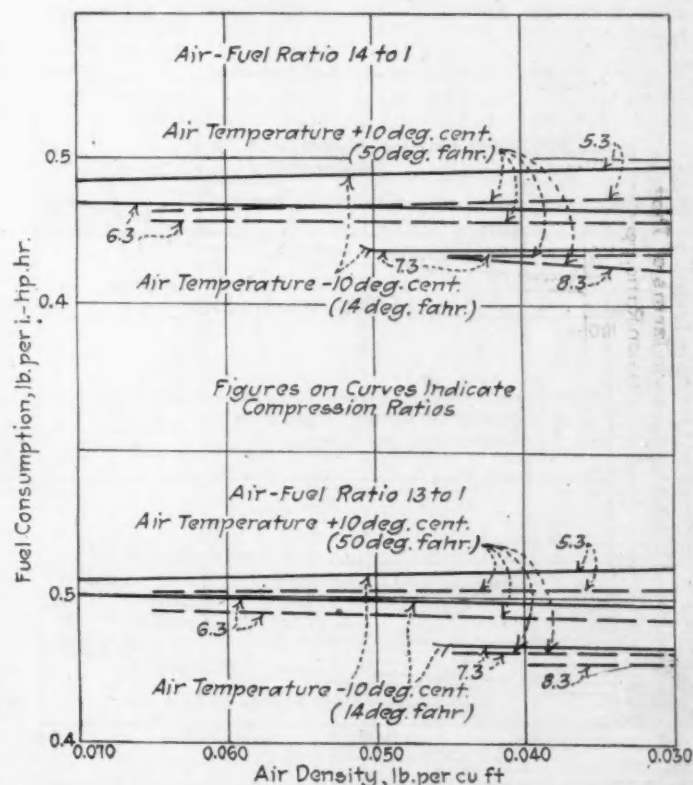 Air-Fuel Ratio 14 to 1
Air Temperature +10 deg. cent.
(50 deg. fahr.)
5.3
0.5
6.3
7.3
8.3
Air Temperature -10 deg. cent.
(14 deg. fahr.)
0.4
Figures on Curves Indicate
Compression Ratios
Air-Fuel Ratio 13 to 1
Air Temperature +10 deg. cent.
(50 deg. fahr.)
5.3
0.5
6.3
7.3
8.3
Air Temperature -10 deg. cent.
(14 deg. fahr)
0.4
0.070
0.060
0.050
0.040
0.030
Air Density, lb. per cu ft
Fuel Consumption, lb. per i.-hp. hr.